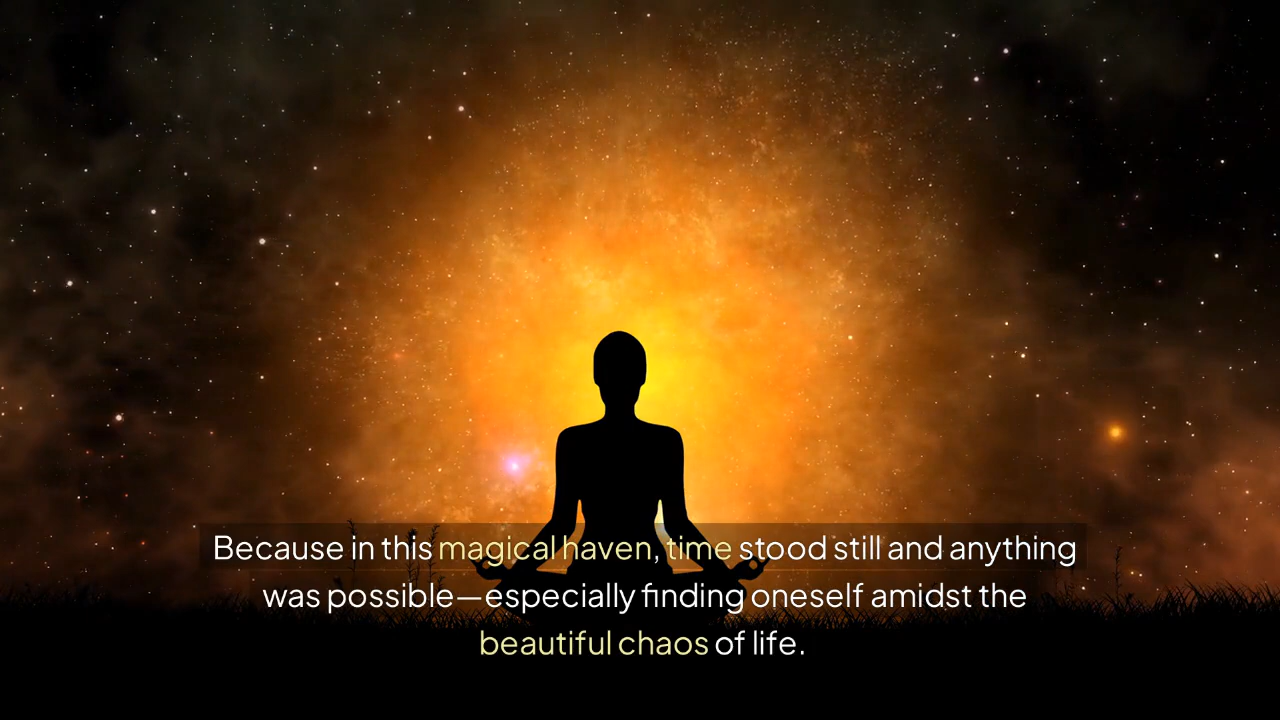 Because in this magical haven, time stood still and anything
was possible—especially finding oneself amidst the
beautiful chaos of life.